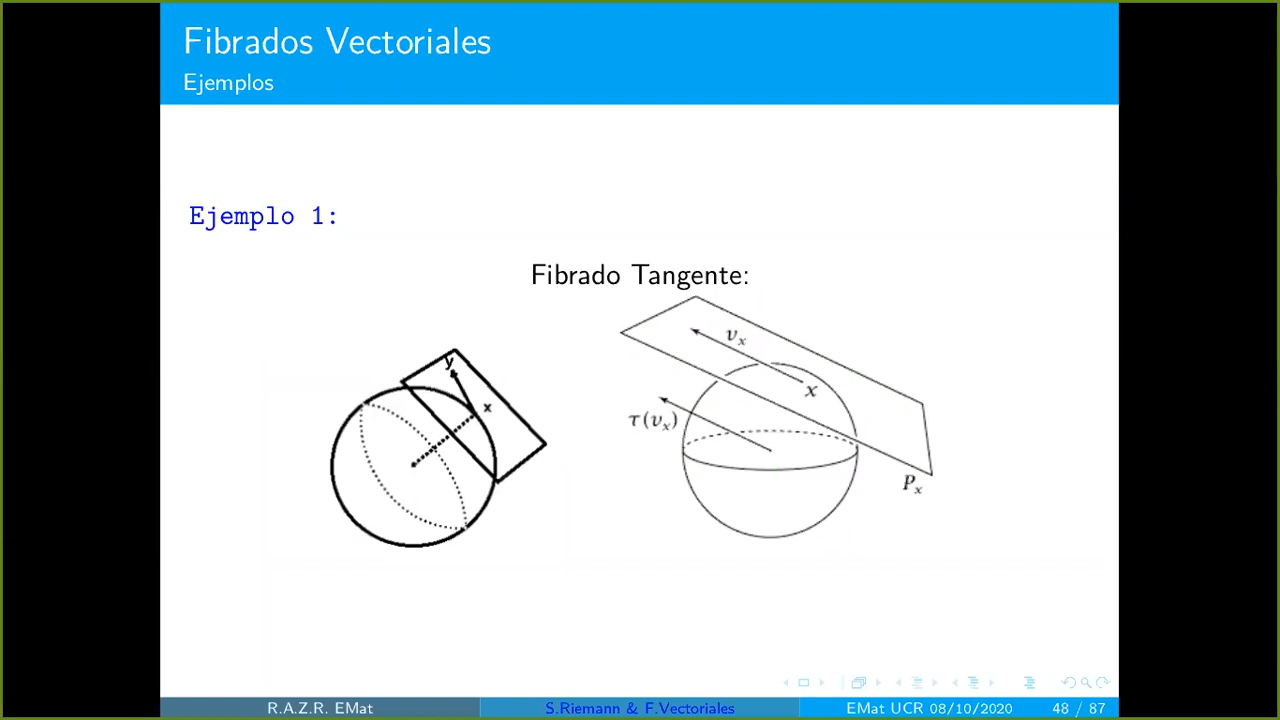 Fibrados Vectoriales
Ejemplos
Ejemplo 1:
Fibrado Tangente:
y
x
v_x
x
τ(v_x)
P_x
R.A.Z.R. EMat
S.Riemann & F.Vectoriales
EMat UCR 08/10/2020
48 / 87